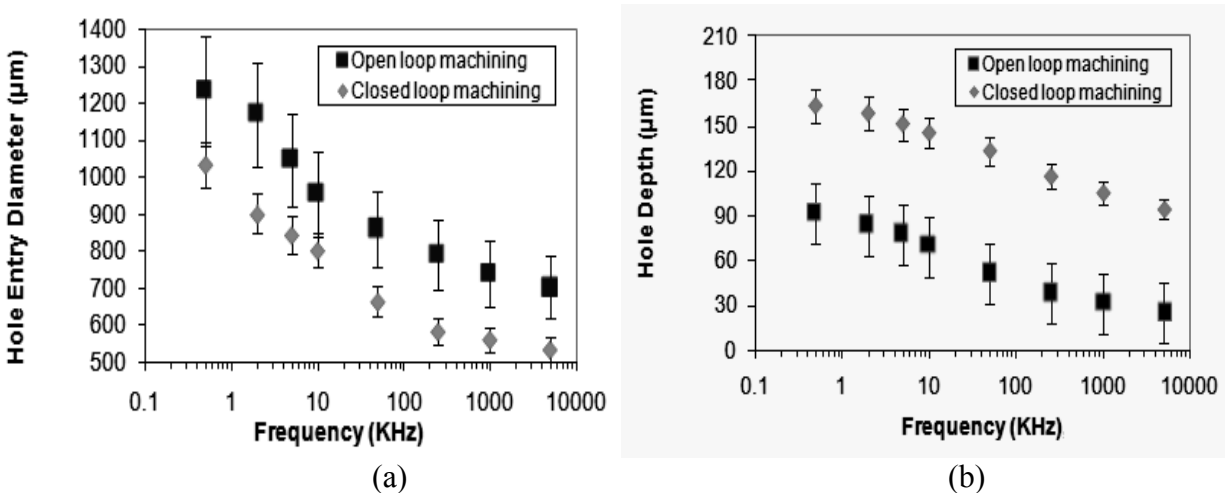 Hole Entry Diameter (µm)
1400
1300
1200
1100
1000
900
800
700
600
500
0.1 1 10 100 1000 10000
Frequency (KHz)
Open loop machining
Closed loop machining
(a)
Hole Depth (µm)
210
180
150
120
90
60
30
0
0.1 1 10 100 1000 10000
Frequency (KHz)
Open loop machining
Closed loop machining
(b)